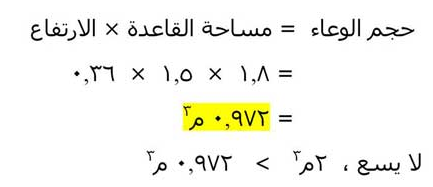 حجم الوعاء = مساحة القاعدة × الارتفاع
= ١,٨ × ١,٥ × ٠,٣٦
= ٠,٩٧٢ م٣
لا يسع ، ٢م٣ > ٠,٩٧٢ م٣